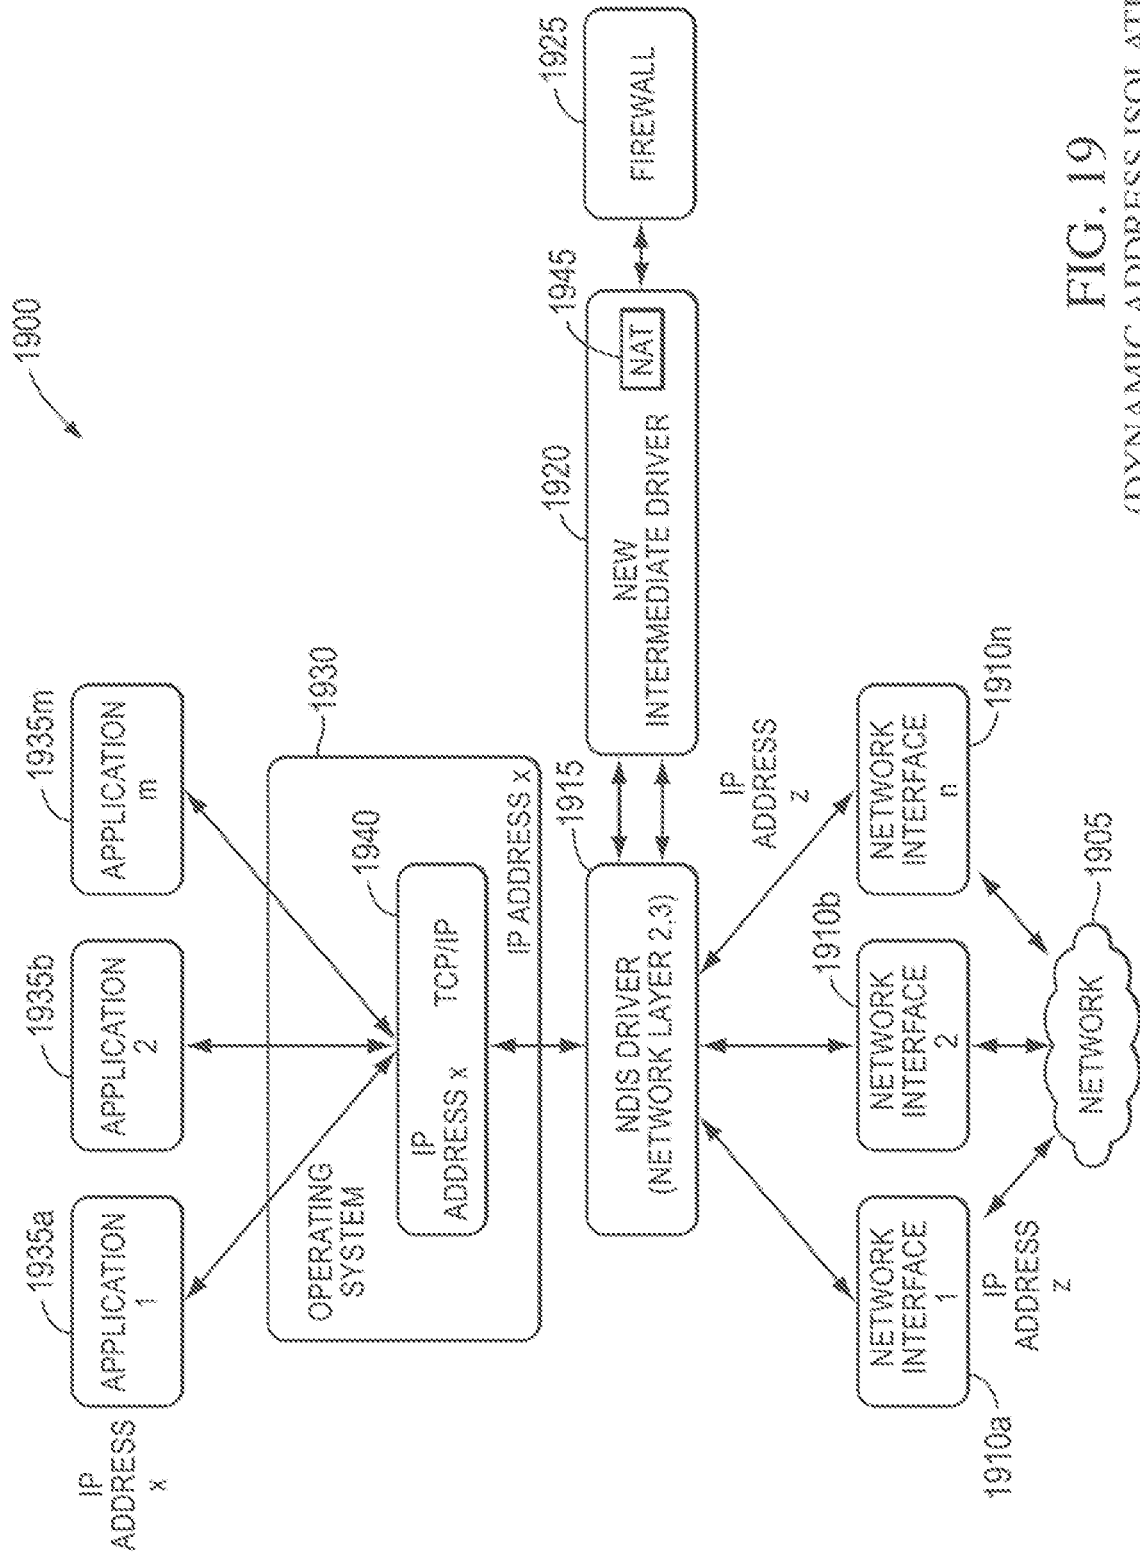 1900
IP
ADDRESS
x
1935a
APPLICATION
1
1935b
APPLICATION
2
1935m
APPLICATION
m
1930
OPERATING
SYSTEM
1940
IP
ADDRESS x
TCP/IP
IP ADDRESS x
1915
NDIS DRIVER
(NETWORK LAYER 2,3)
1920
NEW
INTERMEDIATE DRIVER
1945
NAT
1925
FIREWALL
IP
ADDRESS
z
1910a
NETWORK
INTERFACE
1
1910b
NETWORK
INTERFACE
2
1910n
NETWORK
INTERFACE
n
IP
ADDRESS
z
1905
NETWORK
FIG. 19
(DYNAMIC ADDRESS